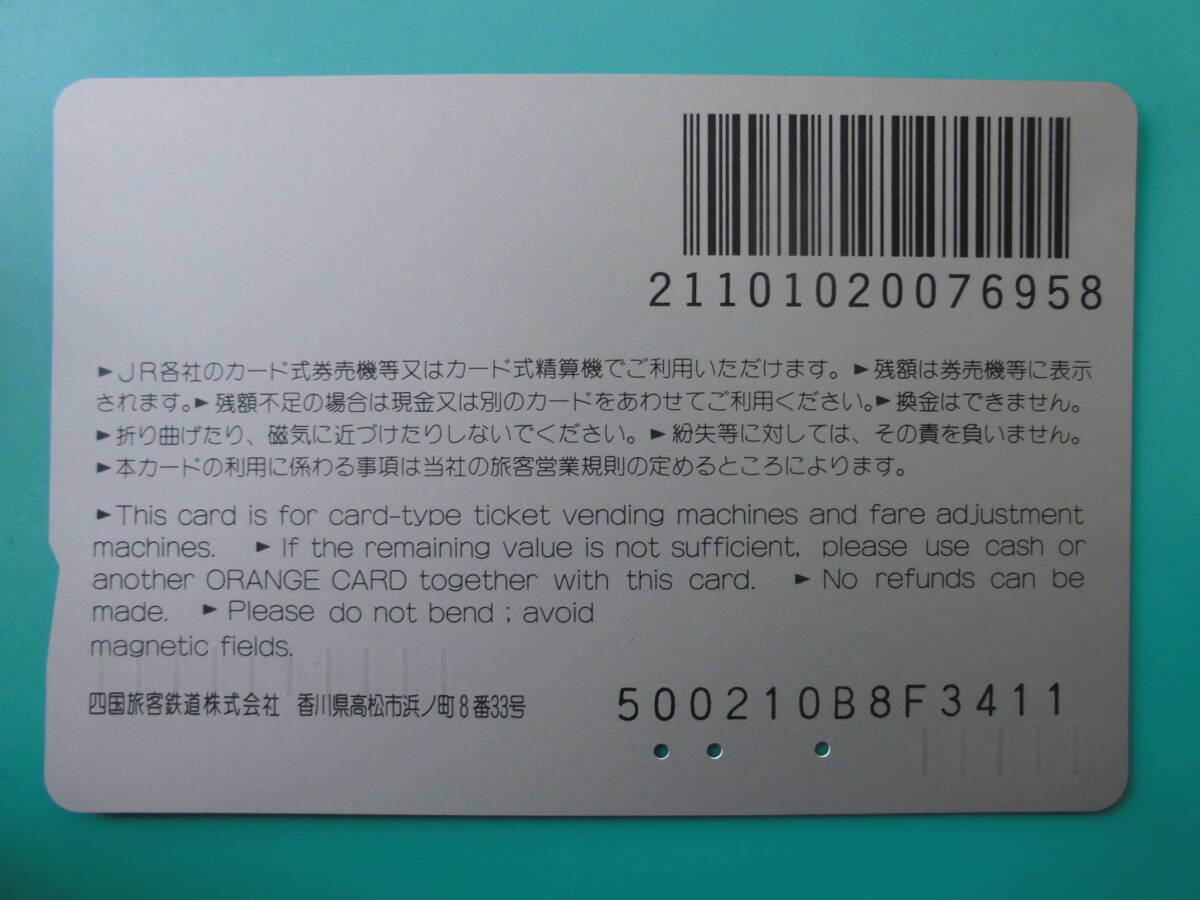 21101020076958
►JR各社のカード式券売機等又はカード式精算機でご利用いただけます。►残額は券売機等に表示
されます。►残額不足の場合は現金又は別のカードをあわせてご利用ください。►換金はできません。
►折り曲げたり、磁気に近づけたりしないでください。►紛失等に対しては、その責を負いません。
►本カードの利用に係わる事項は当社の旅客営業規則の定めるところによります。
►This card is for card-type ticket vending machines and fare adjustment
machines. ►If the remaining value is not sufficient, please use cash or
another ORANGE CARD together with this card. ►No refunds can be
made. ►Please do not bend ; avoid
magnetic fields.
四国旅客鉄道株式会社 香川県高松市浜ノ町8番33号
500210B8F3411